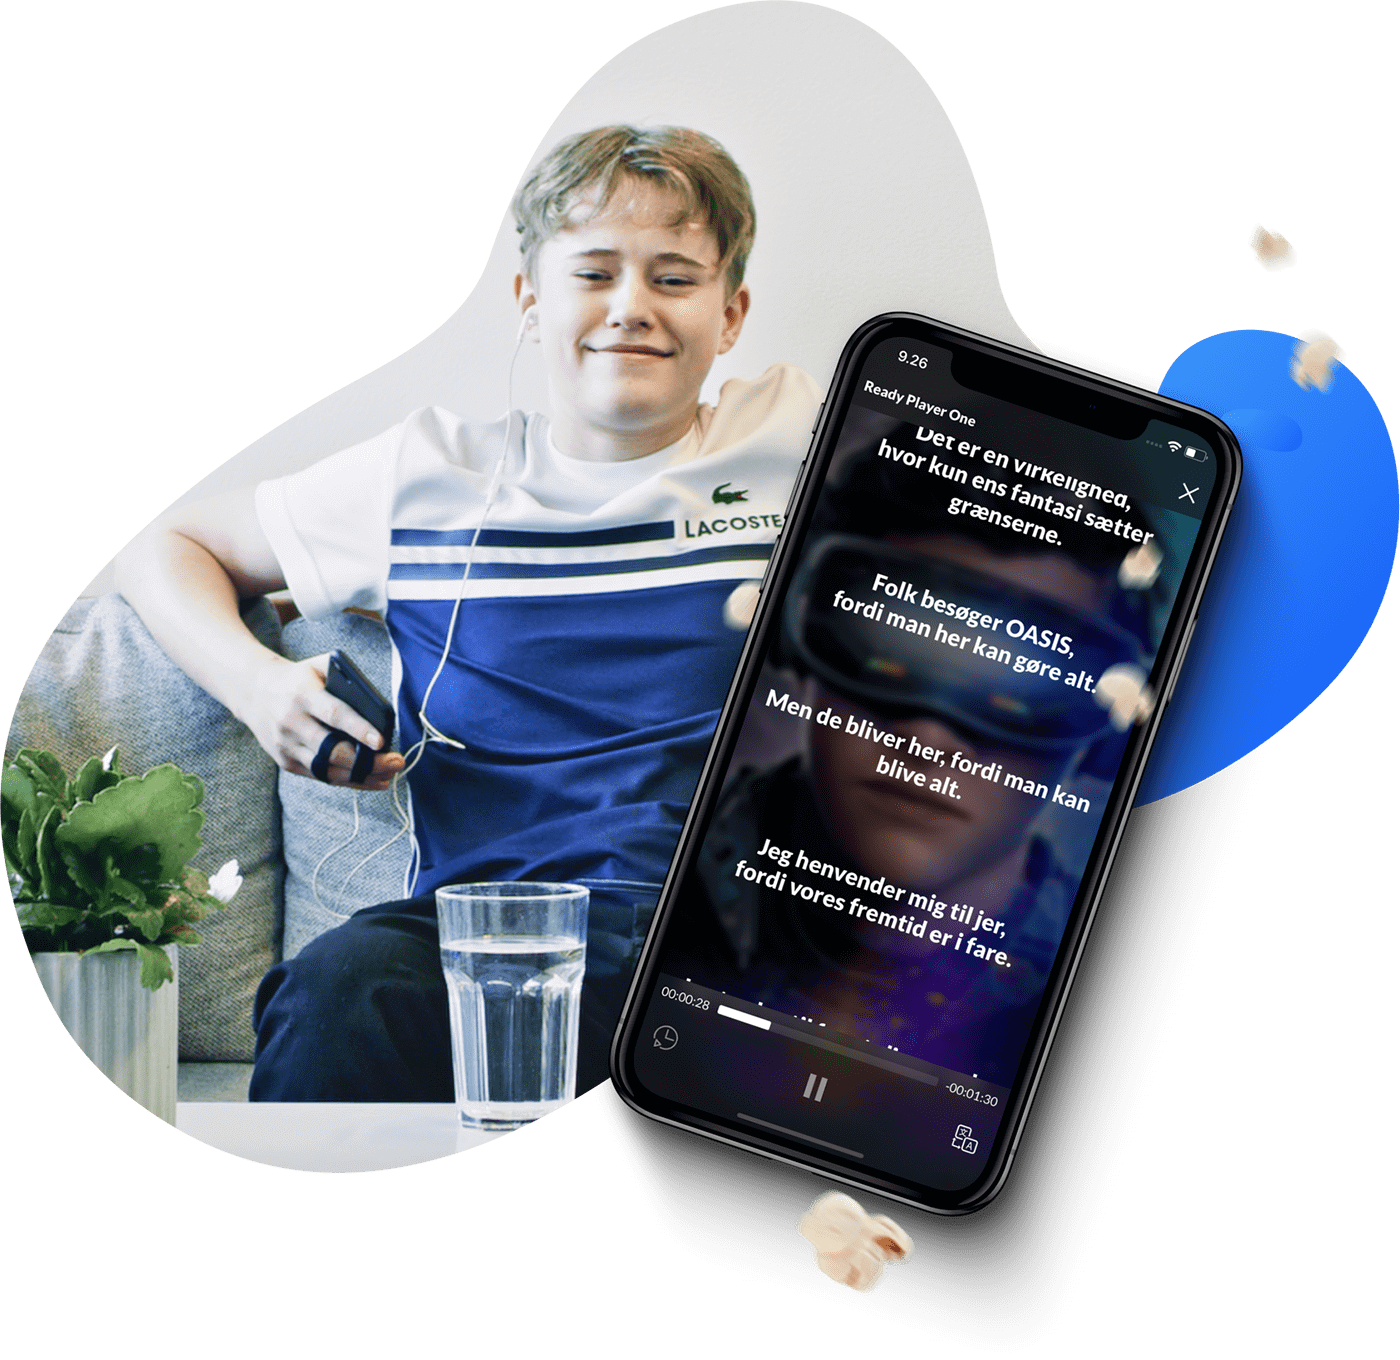 LACOSTE
9.26
Ready Player One
Det er en virkelighed,
hvor kun ens fantasi sætter
grænserne.
Folk besøger OASIS,
fordi man her kan gøre alt.
Men de bliver her, fordi man kan
blive alt.
Jeg henvender mig til jer,
fordi vores fremtid er i fare.
00:00:28
-00:01:30
文
A